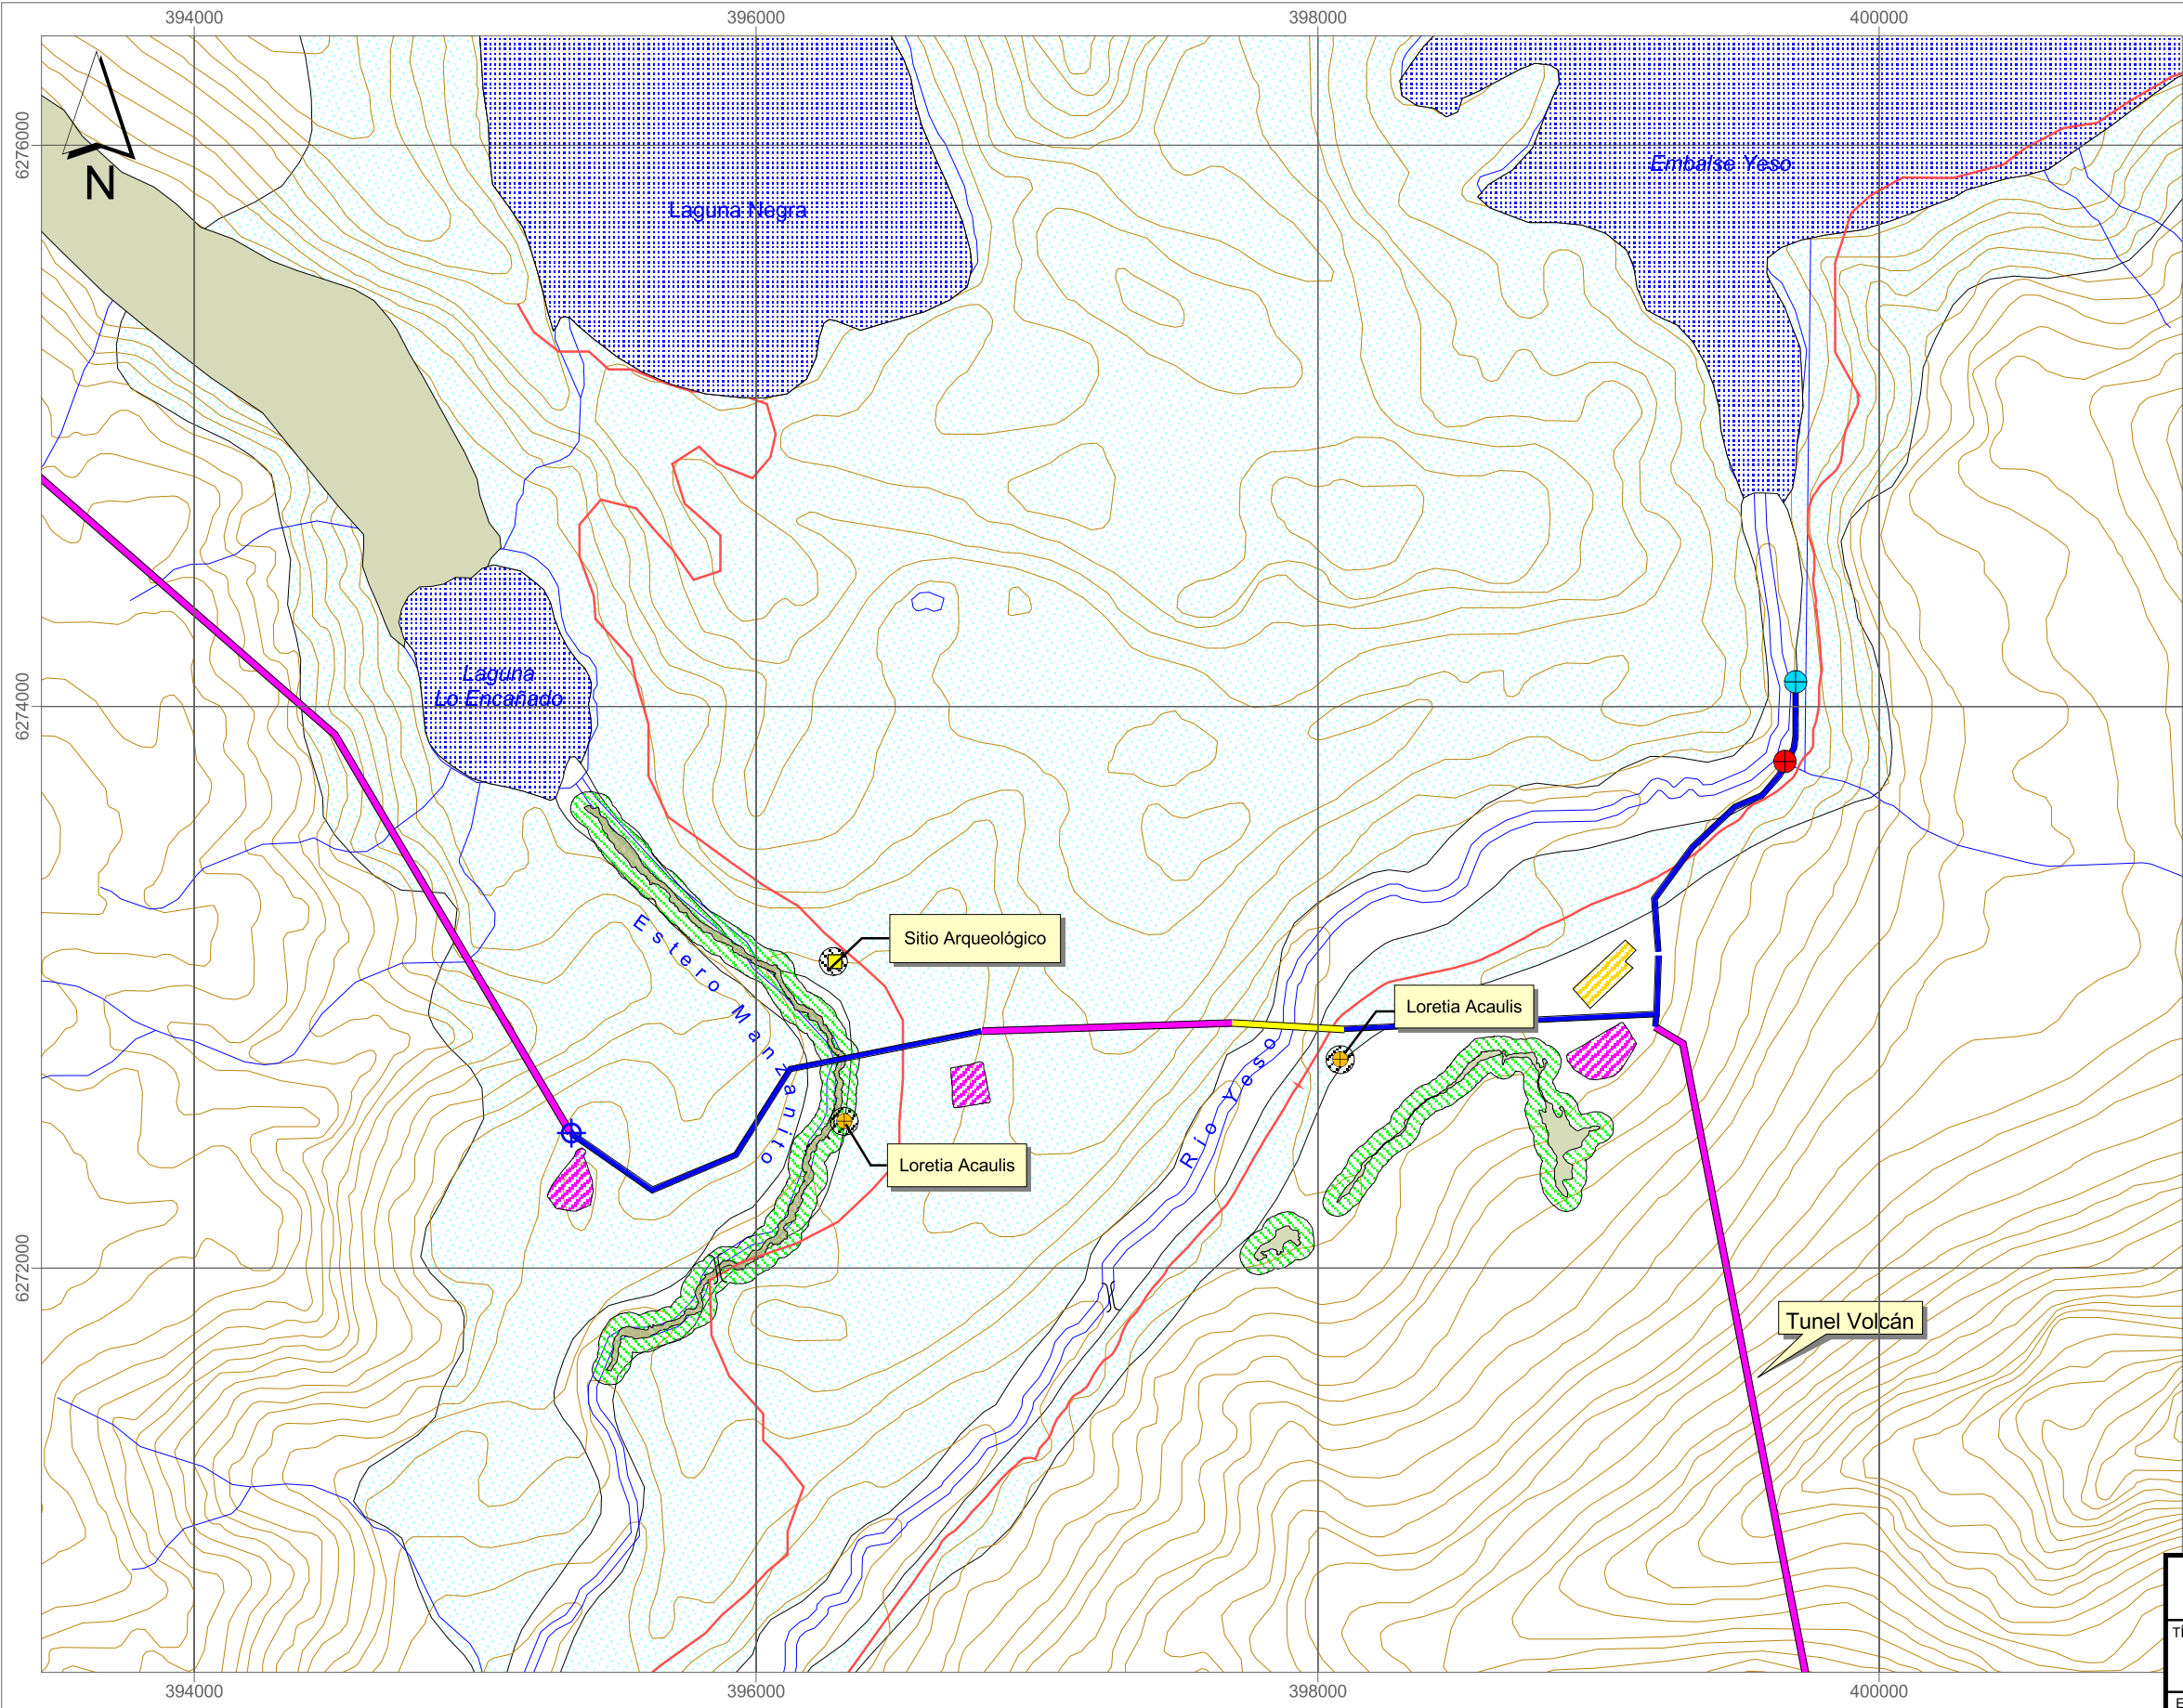 394000
396000
398000
400000
6276000
N
Laguna Negra
Embalse Yeso
6274000
Laguna
Lo Encañado
Sitio Arqueológico
Estero Manzanito
Loretia Acaulis
Loretia Acaulis
Río Yeso
6272000
Tunel Volcán
394000
396000
398000
400000